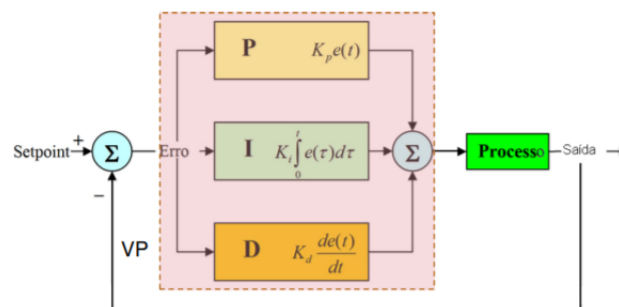 P K_p e(t)
Setpoint + Σ Erro I K_i ∫_0^t e(τ)dτ Σ Processo Saída
−
VP
D K_d de(t)/dt